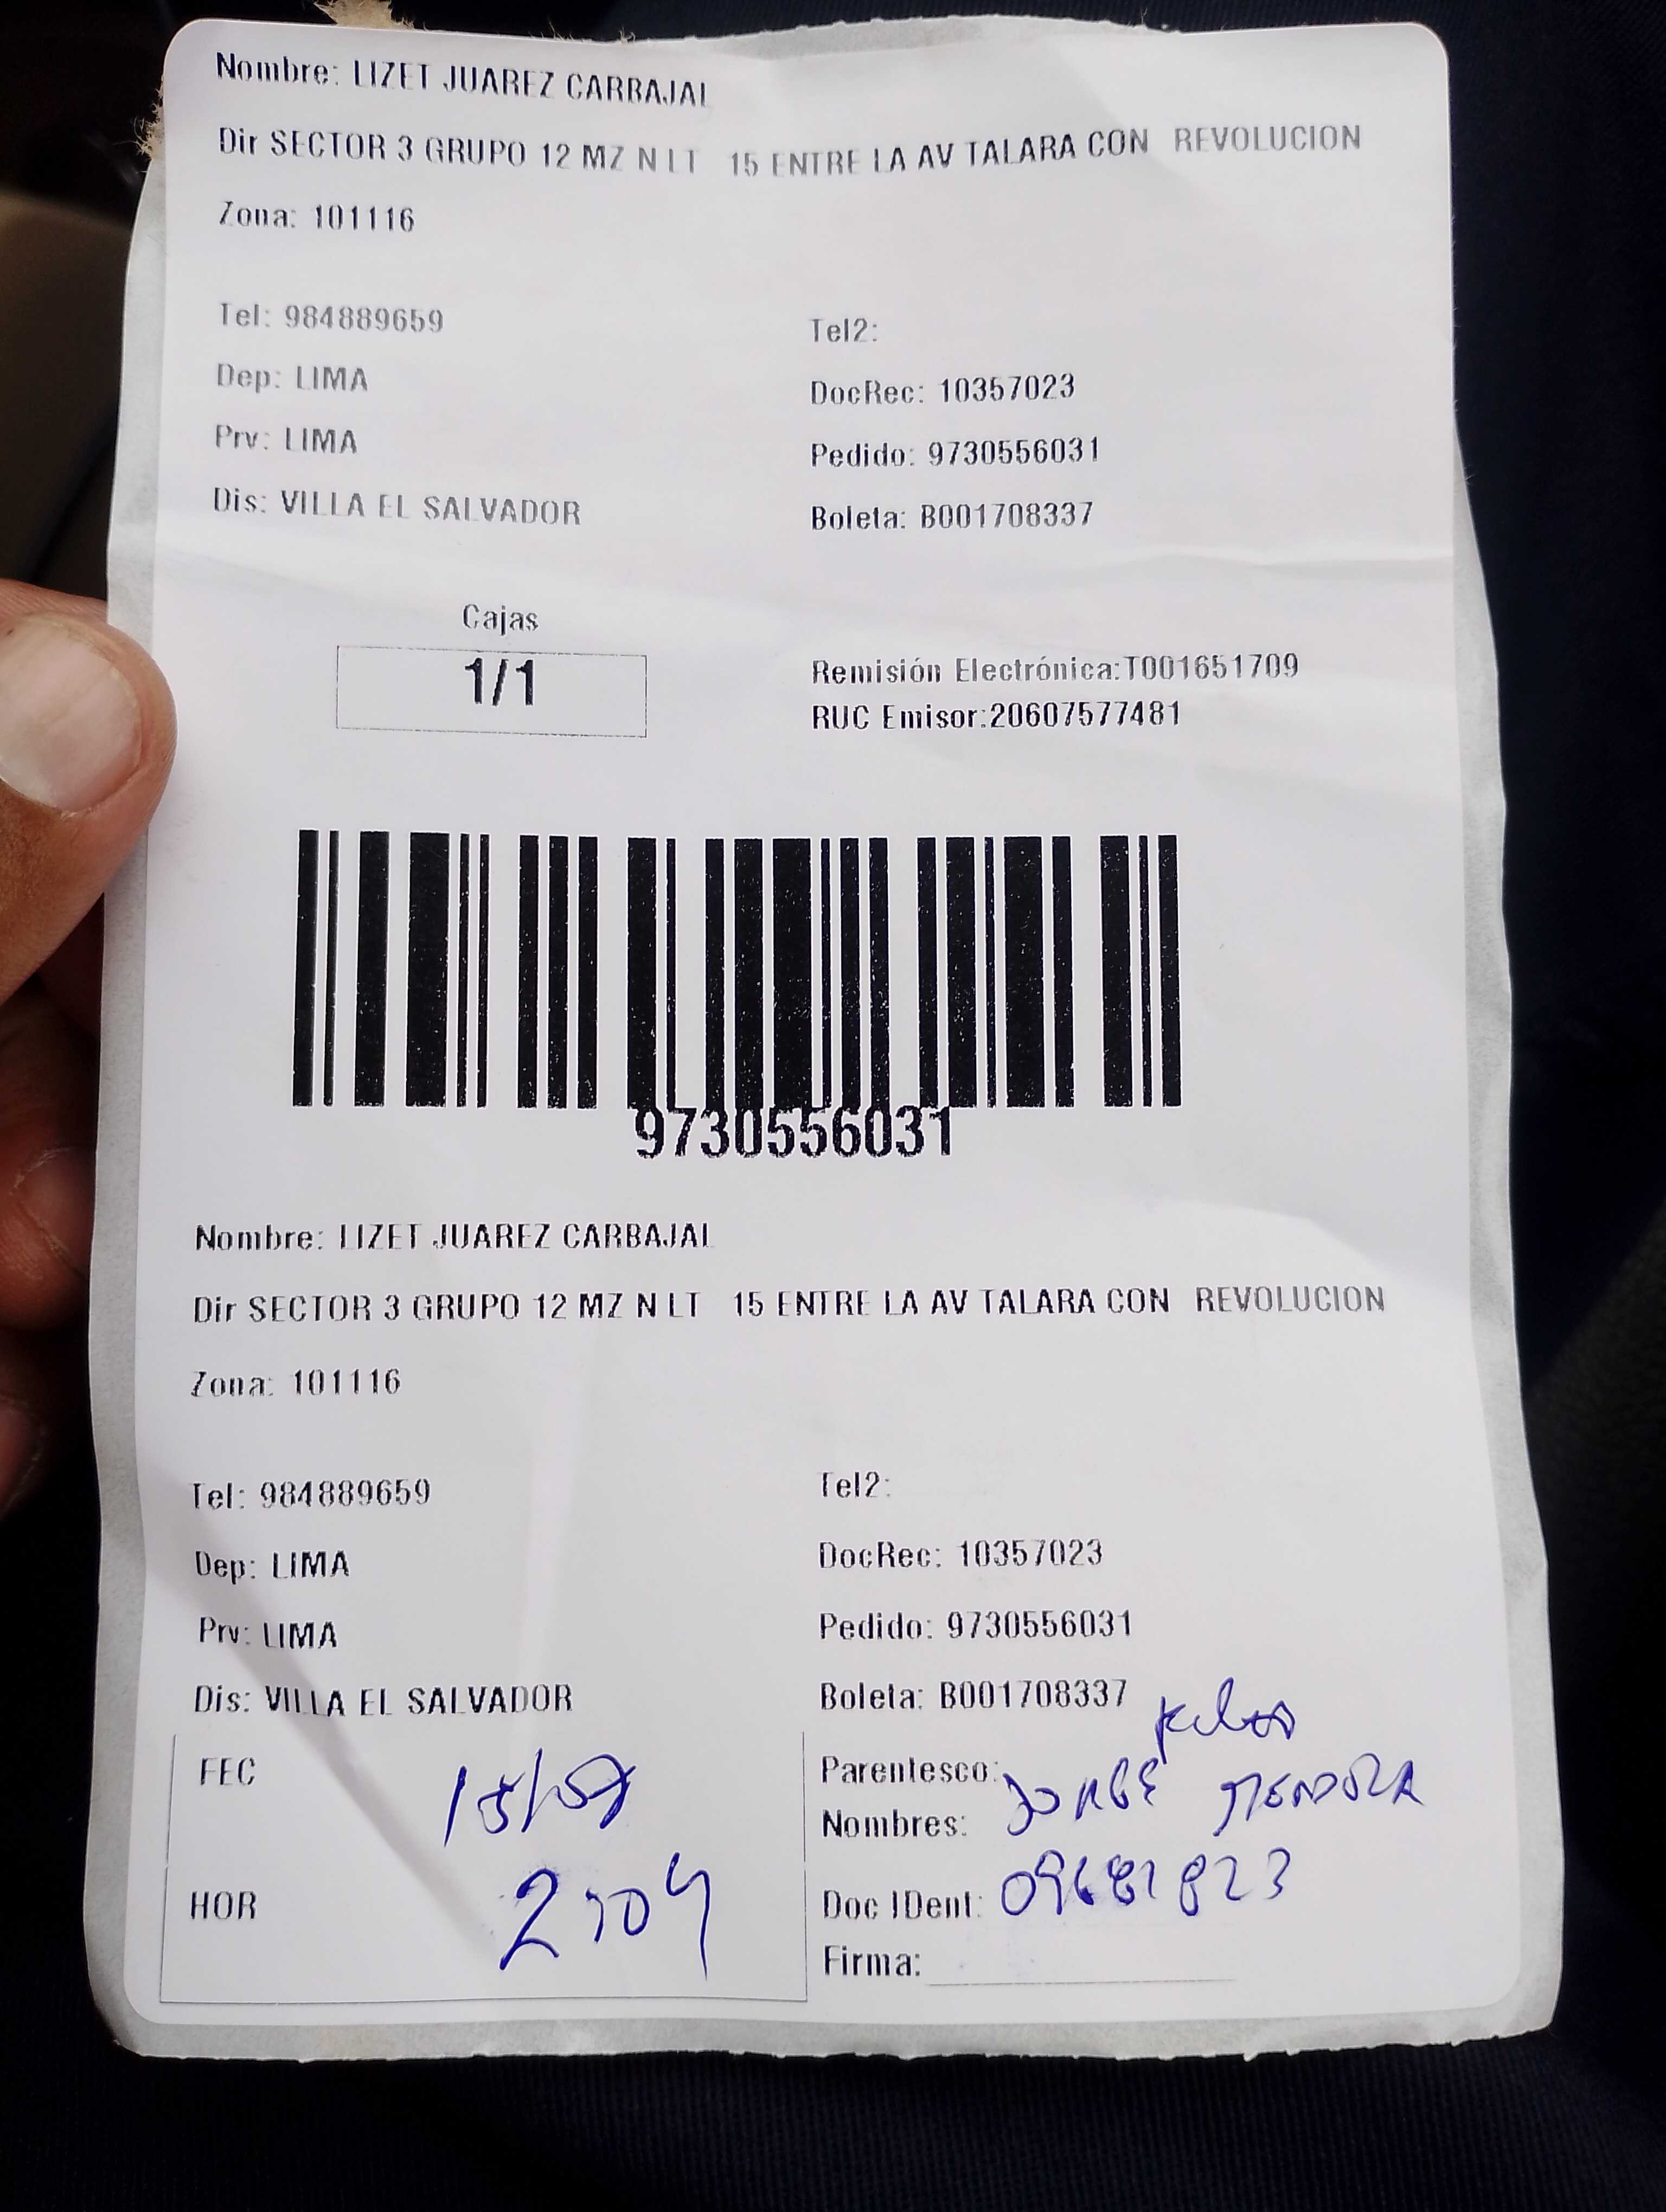 Nombre: LIZET JUAREZ CARBAJAL
Dir SECTOR 3 GRUPO 12 MZ N LT 15 ENTRE LA AV TALARA CON REVOLUCION
Zona: 101116
Tel: 984889659 Tel2:
Dep: LIMA DocRec: 10357023
Prv: LIMA Pedido: 9730556031
Dis: VILLA EL SALVADOR Boleta: B001708337
Cajas
1/1
Remisión Electrónica:T001651709
RUC Emisor:20607577481
9730556031
Nombre: LIZET JUAREZ CARBAJAL
Dir SECTOR 3 GRUPO 12 MZ N LT 15 ENTRE LA AV TALARA CON REVOLUCION
Zona: 101116
Tel: 984889659 Tel2:
Dep: LIMA DocRec: 10357023
Prv: LIMA Pedido: 9730556031
Dis: VILLA EL SALVADOR Boleta: B001708337
FEC 15/07
Parentesco:
Nombres: JORGE MENDOZA
HOR Doc IDent: 09681823
Firma: